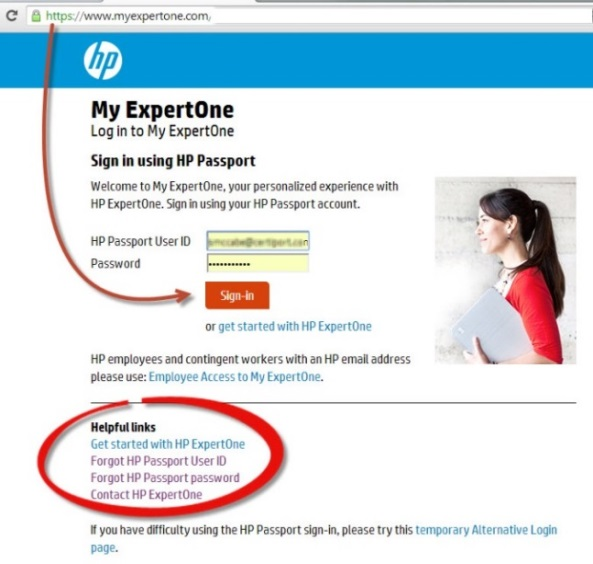 https://www.myexpertone.com/
hp
My ExpertOne
Log in to My ExpertOne
Sign in using HP Passport
Welcome to My ExpertOne, your personalized experience with
HP ExpertOne. Sign in using your HP Passport account.
HP Passport User ID
Password •••••••••••
Sign-in
or get started with HP ExpertOne
HP employees and contingent workers with an HP email address
please use: Employee Access to My ExpertOne.
Helpful links
Get started with HP ExpertOne
Forgot HP Passport User ID
Forgot HP Passport password
Contact HP ExpertOne
If you have difficulty using the HP Passport sign-in, please try this temporary Alternative Login
page.